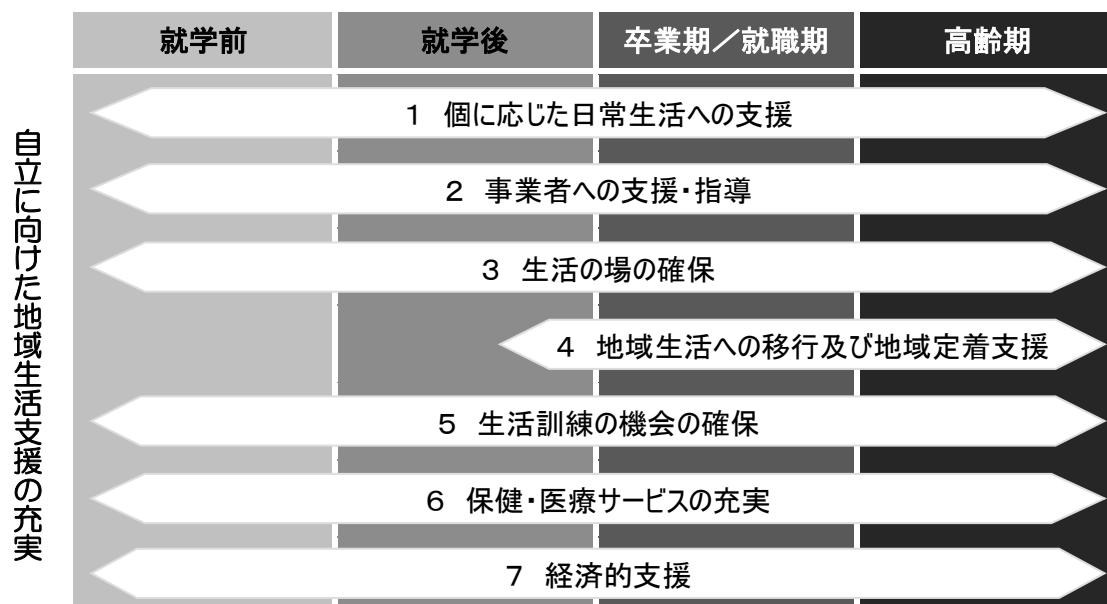 就学前
就学後
卒業期／就職期
高齢期
自立に向けた地域生活支援の充実
１　個に応じた日常生活への支援
２　事業者への支援・指導
３　生活の場の確保
４　地域生活への移行及び地域定着支援
５　生活訓練の機会の確保
６　保健・医療サービスの充実
７　経済的支援